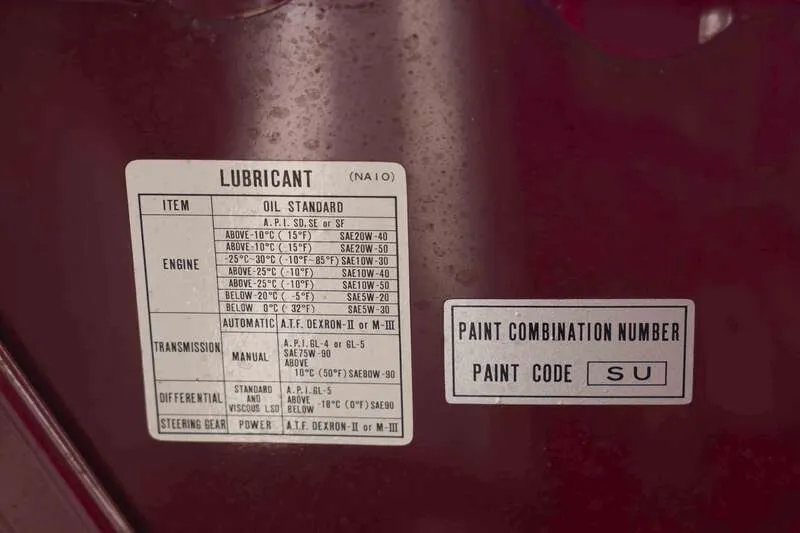 LUBRICANT (NA10)
ITEM OIL STANDARD
ENGINE A.P.I. SD, SE or SF
ABOVE-10°C ( 15°F) SAE20W-40
ABOVE-10°C ( 15°F) SAE20W-50
-25°C~30°C (-10°F~85°F) SAE10W-30
ABOVE-25°C (-10°F) SAE10W-40
ABOVE-25°C (-10°F) SAE10W-50
BELOW-20°C ( -5°F) SAE5W-20
BELOW 0°C ( 32°F) SAE5W-30
TRANSMISSION AUTOMATIC A.T.F. DEXRON-II or M-III
MANUAL A.P.I. GL-4 or GL-5
SAE75W-90
ABOVE
10°C (50°F) SAE80W-90
DIFFERENTIAL STANDARD AND VISCOUS LSD A.P.I. GL-5
ABOVE
BELOW -18°C (0°F) SAE90
STEERING GEAR POWER A.T.F. DEXRON-II or M-III
PAINT COMBINATION NUMBER
PAINT CODE SU